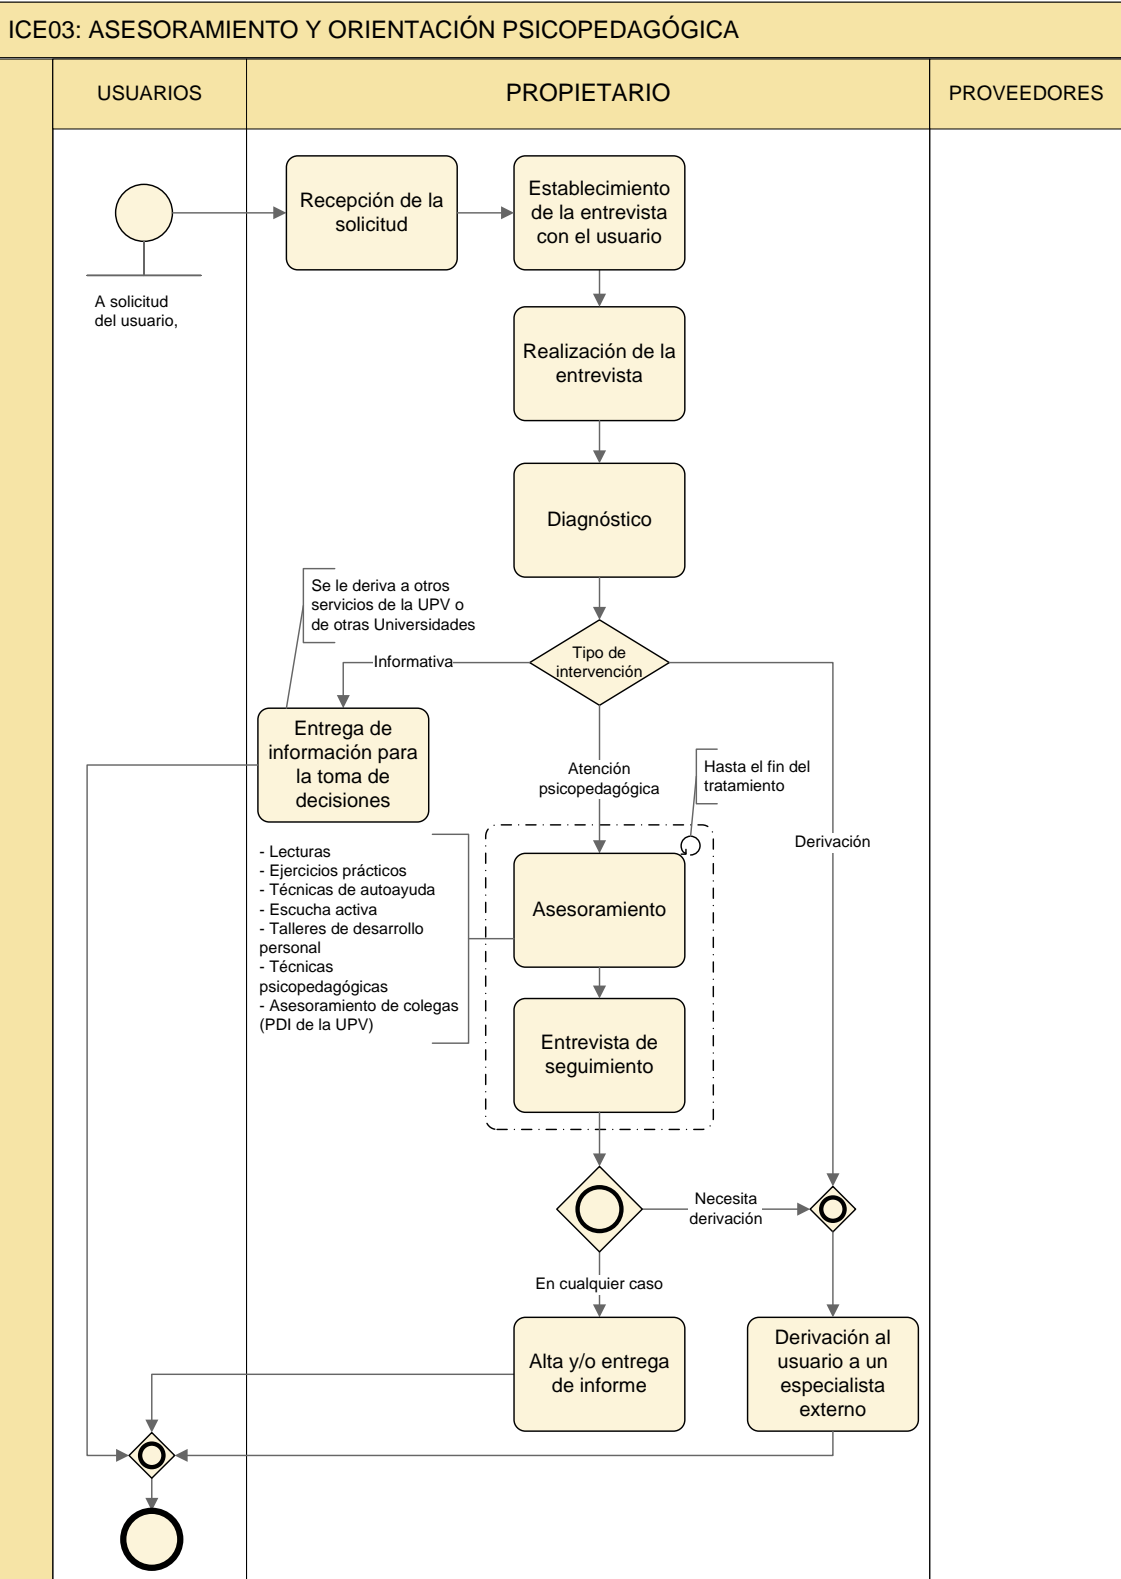 ICE03: ASESORAMIENTO Y ORIENTACIÓN PSICOPEDAGÓGICA
USUARIOS
PROPIETARIO
PROVEEDORES
Recepción de la
solicitud
Establecimiento
de la entrevista
con el usuario
A solicitud
del usuario,
Realización de la
entrevista
Diagnóstico
Se le deriva a otros
servicios de la UPV o
de otras Universidades
Tipo de
intervención
Informativa
Entrega de
información para
la toma de
decisiones
Atención
psicopedagógica
Hasta el fin del
tratamiento
Derivación
- Lecturas
- Ejercicios prácticos
- Técnicas de autoayuda
- Escucha activa
- Talleres de desarrollo
personal
- Técnicas
psicopedagógicas
- Asesoramiento de colegas
(PDI de la UPV)
Asesoramiento
Entrevista de
seguimiento
Necesita
derivación
En cualquier caso
Alta y/o entrega
de informe
Derivación al
usuario a un
especialista
externo